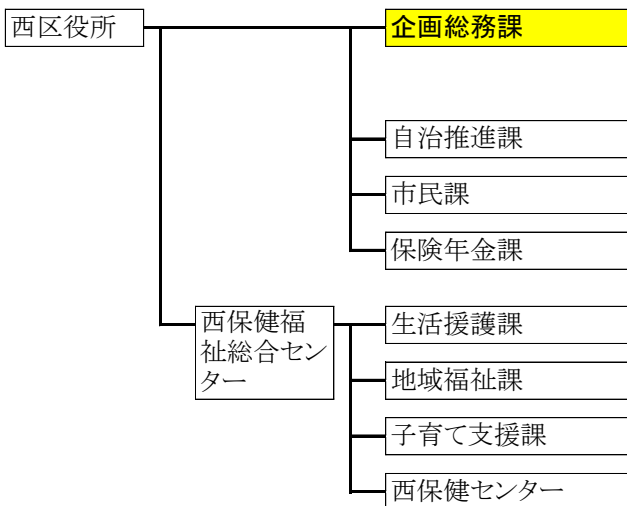 西区役所
企画総務課
自治推進課
市民課
保険年金課
西保健福
祉総合セン
ター
生活援護課
地域福祉課
子育て支援課
西保健センター